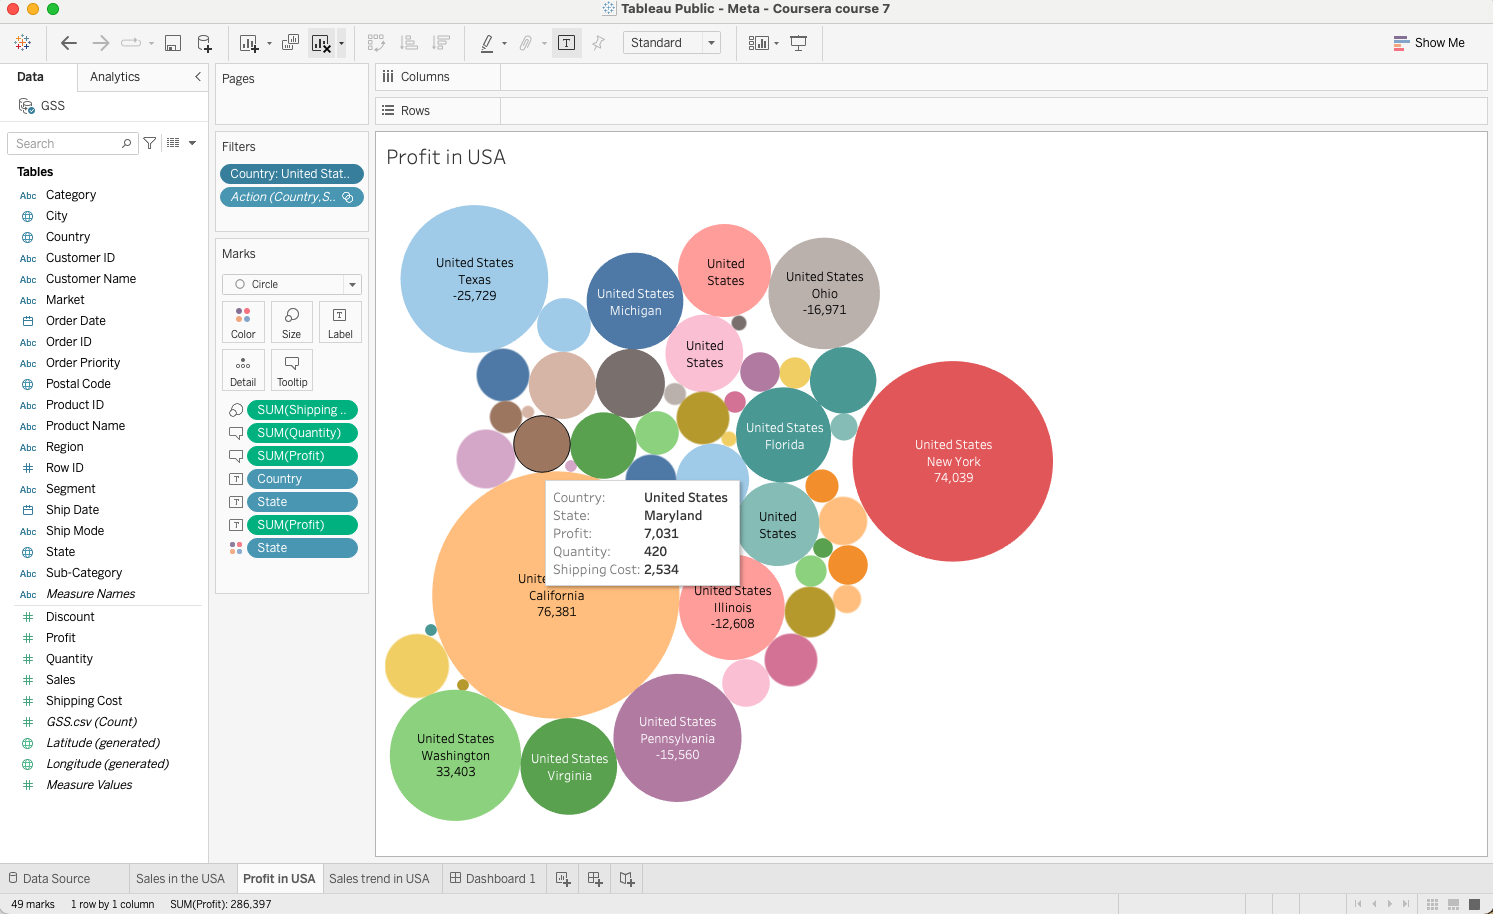 Tableau Public - Meta - Coursera course 7
Standard
Show Me
Data
Analytics
GSS
Search
Tables
Abc Category
City
Country
Abc Customer ID
Abc Customer Name
Abc Market
Order Date
Abc Order ID
Abc Order Priority
Postal Code
Abc Product ID
Abc Product Name
Abc Region
# Row ID
Abc Segment
Ship Date
Abc Ship Mode
State
Abc Sub-Category
Abc Measure Names
# Discount
# Profit
# Quantity
# Sales
# Shipping Cost
# GSS.csv (Count)
Latitude (generated)
Longitude (generated)
# Measure Values
Pages
Filters
Country: United Stat..
Action (Country,S..
Marks
Circle
Color
Size
T
Label
Detail
Tooltip
SUM(Shipping ..
SUM(Quantity)
SUM(Profit)
T Country
T State
T SUM(Profit)
State
Columns
Rows
Profit in USA
United States
Texas
-25,729
United States
Michigan
United
States
United States
Ohio
-16,971
United
States
United States
Florida
United States
New York
74,039
Country: United States
State: Maryland
Profit: 7,031
Quantity: 420
Shipping Cost: 2,534
United
States
Unite
California
76,381
United States
Illinois
-12,608
United States
Washington
33,403
United States
Virginia
United States
Pennsylvania
-15,560
Data Source
Sales in the USA
Profit in USA
Sales trend in USA
Dashboard 1
49 marks
1 row by 1 column
SUM(Profit): 286,397